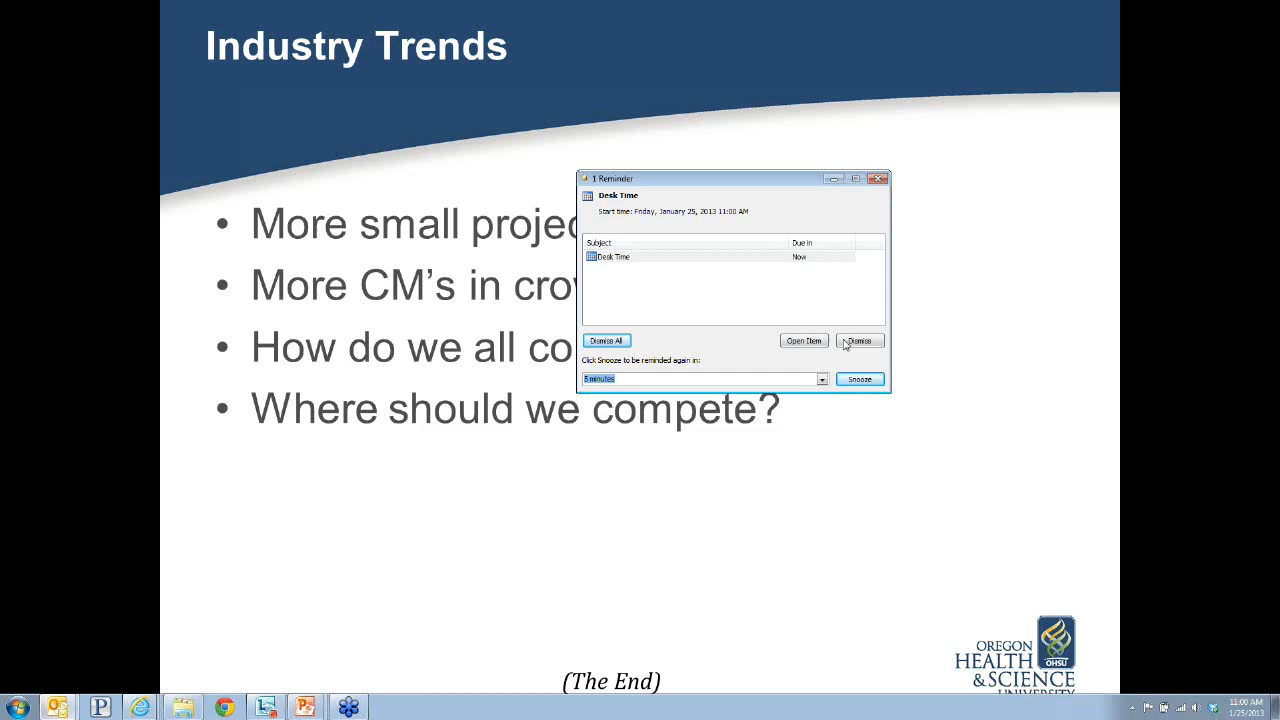 Industry Trends
1 Reminder
Desk Time
Start time: Friday, January 25, 2013 11:00 AM
Subject Due in
Desk Time Now
Dismiss All Open Item Dismiss
Click Snooze to be reminded again in:
5 minutes Snooze
• More small projec
• More CM’s in cro
• How do we all co
• Where should we compete?
OREGON
HEALTH
& SCIENCE
UNIVERSITY
OHSU
(The End)
11:00 AM
1/25/2013